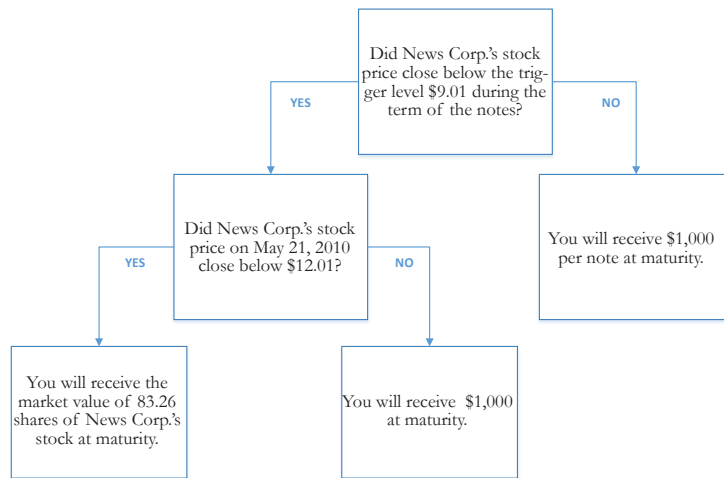 Did News Corp.'s stock
price close below the trig-
ger level $9.01 during the
term of the notes?
YES
NO
Did News Corp.'s stock
price on May 21, 2010
close below $12.01?
You will receive $1,000
per note at maturity.
YES
NO
You will receive the
market value of 83.26
shares of News Corp.'s
stock at maturity.
You will receive $1,000
at maturity.